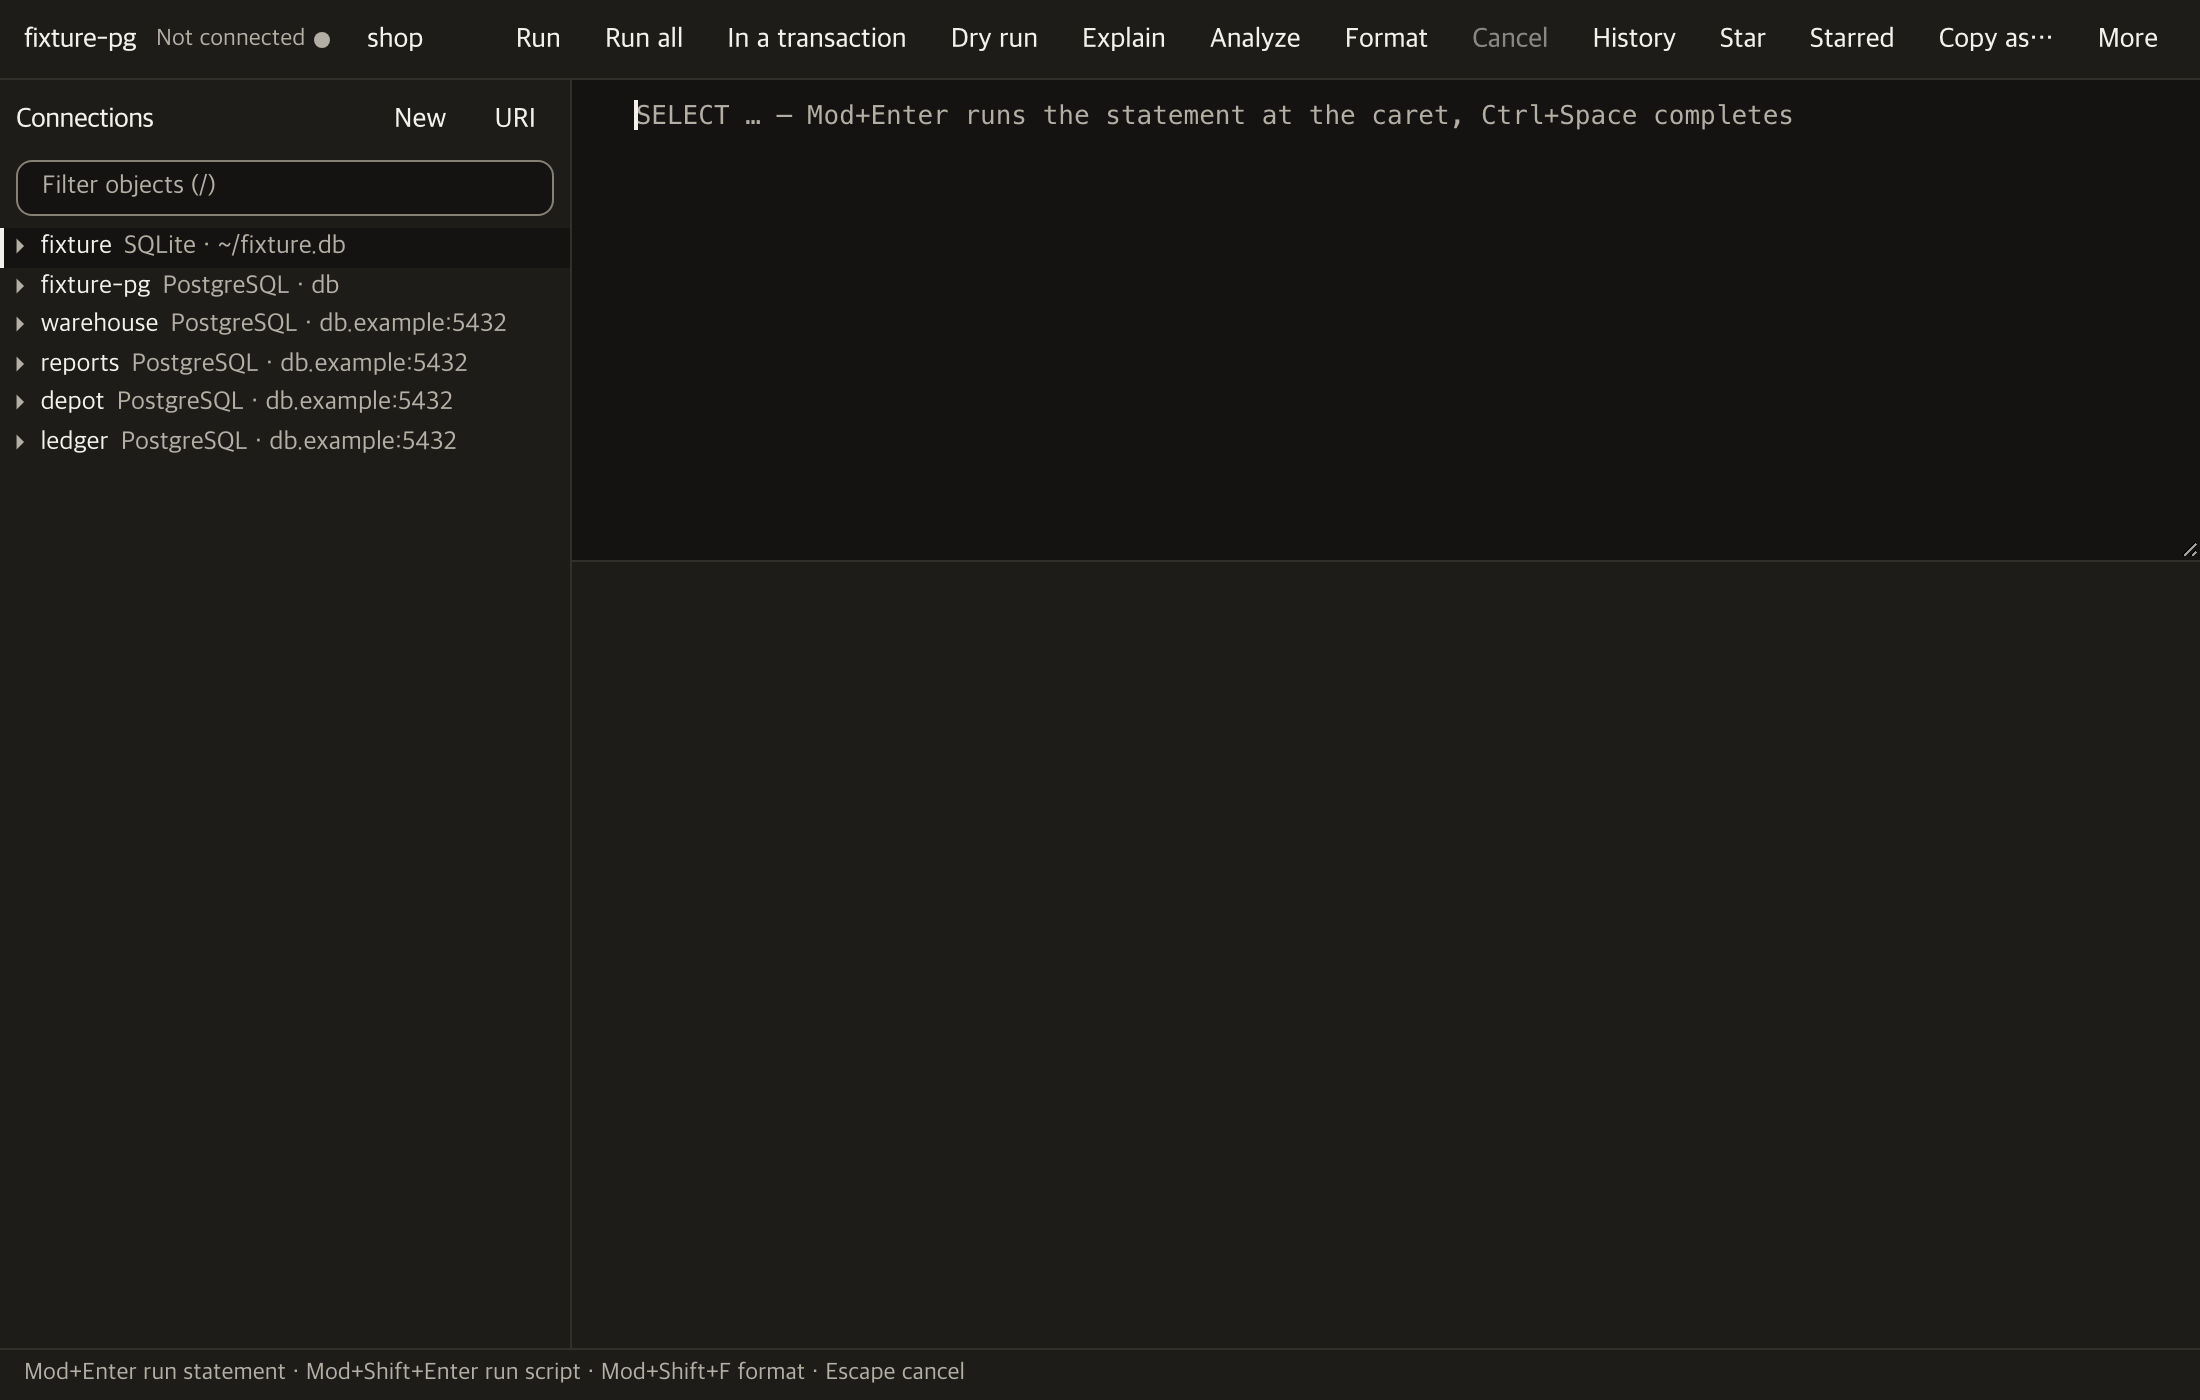 fixture-pg Not connected shop Run Run all In a transaction Dry run Explain Analyze Format Cancel History Star Starred Copy as··· More
Connections New URI
Filter objects (/)
fixture SQLite · ~/fixture.db
fixture-pg PostgreSQL · db
warehouse PostgreSQL · db.example:5432
reports PostgreSQL · db.example:5432
depot PostgreSQL · db.example:5432
ledger PostgreSQL · db.example:5432
SELECT … — Mod+Enter runs the statement at the caret, Ctrl+Space completes
Mod+Enter run statement · Mod+Shift+Enter run script · Mod+Shift+F format · Escape cancel